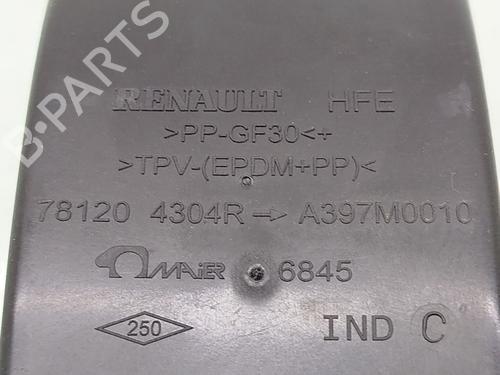 B-PARTS
RENAULT HFE
>PP-GF30<+
>TPV-(EPDM+PP)<
78120 4304R→A397M0010
MAIER 6845
250 IND C